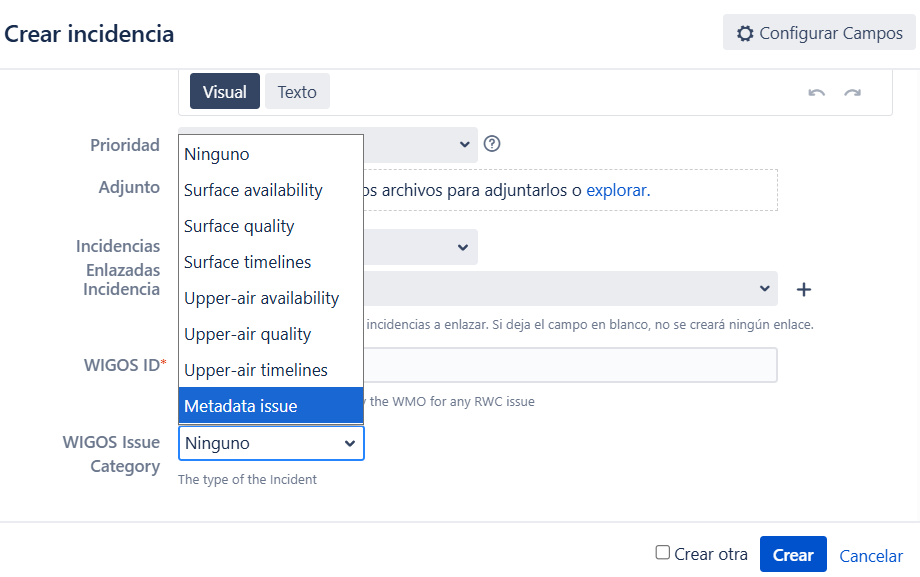 Crear incidencia
Configurar Campos
Visual
Texto
Prioridad
Adjunto
os archivos para adjuntarlos o explorar.
Incidencias
Enlazadas
Incidencia
incidencias a enlazar. Si deja el campo en blanco, no se creará ningún enlace.
WIGOS ID*
the WMO for any RWC issue
Ninguno
Surface availability
Surface quality
Surface timelines
Upper-air availability
Upper-air quality
Upper-air timelines
Metadata issue
WIGOS Issue
Category
Ninguno
The type of the Incident
Crear otra
Crear
Cancelar